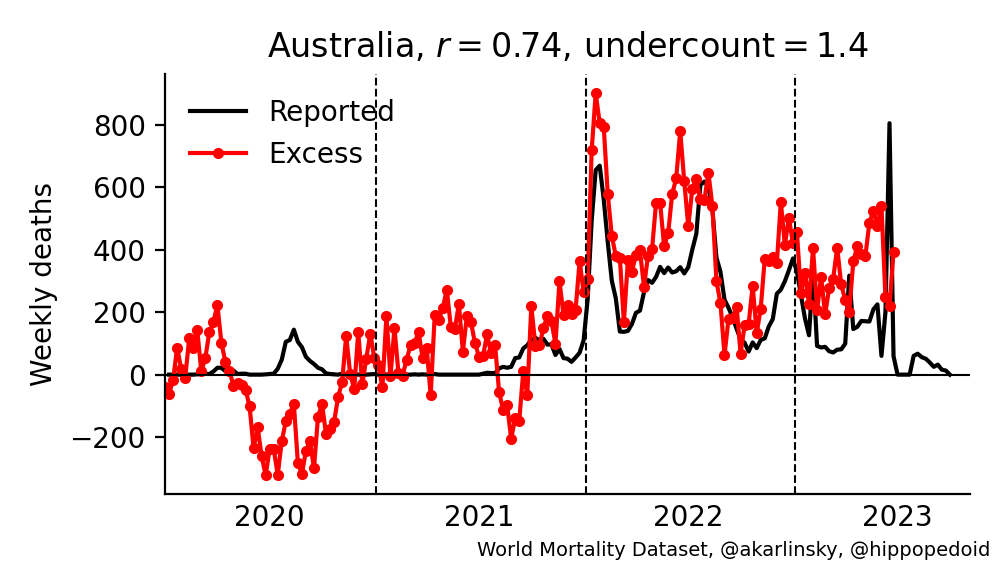 Australia, r = 0.74, undercount = 1.4
Reported
Excess
Weekly deaths
800
600
400
200
0
−200
2020 2021 2022 2023
World Mortality Dataset, @akarlinsky, @hippopedoid